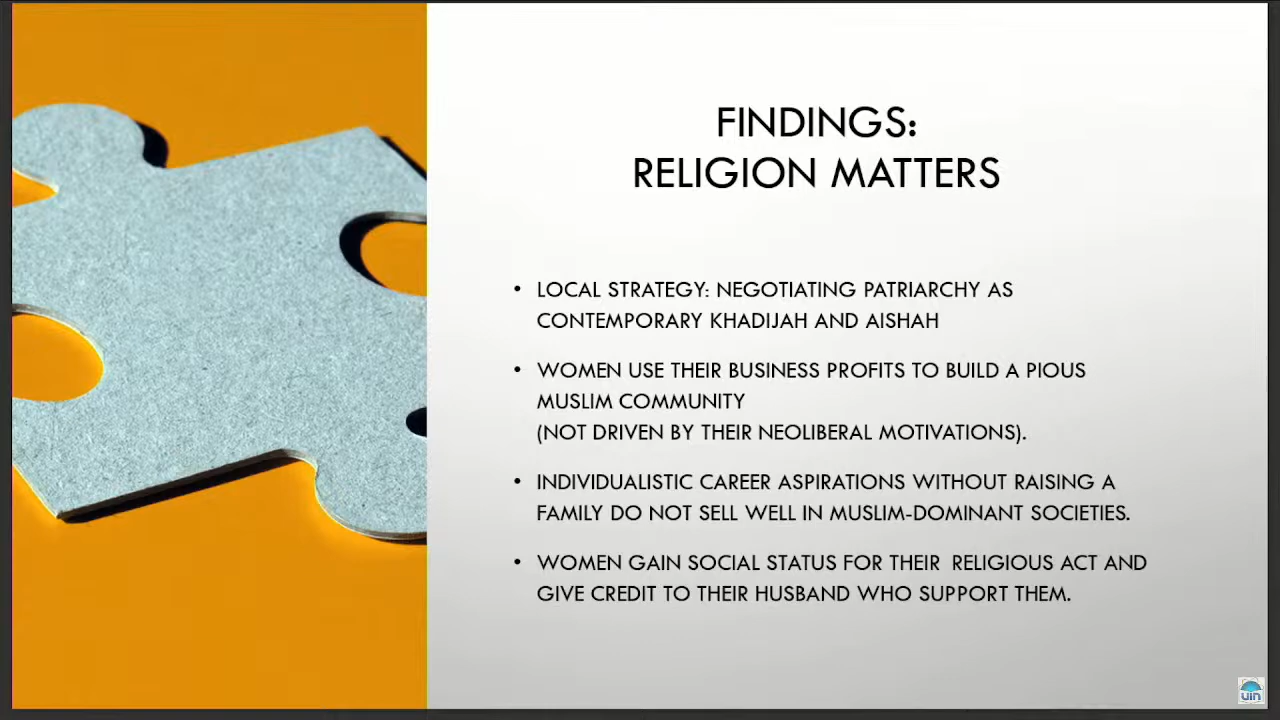 FINDINGS:
RELIGION MATTERS
• LOCAL STRATEGY: NEGOTIATING PATRIARCHY AS
CONTEMPORARY KHADIJAH AND AISHAH
• WOMEN USE THEIR BUSINESS PROFITS TO BUILD A PIOUS
MUSLIM COMMUNITY
(NOT DRIVEN BY THEIR NEOLIBERAL MOTIVATIONS).
• INDIVIDUALISTIC CAREER ASPIRATIONS WITHOUT RAISING A
FAMILY DO NOT SELL WELL IN MUSLIM-DOMINANT SOCIETIES.
• WOMEN GAIN SOCIAL STATUS FOR THEIR RELIGIOUS ACT AND
GIVE CREDIT TO THEIR HUSBAND WHO SUPPORT THEM.
uin